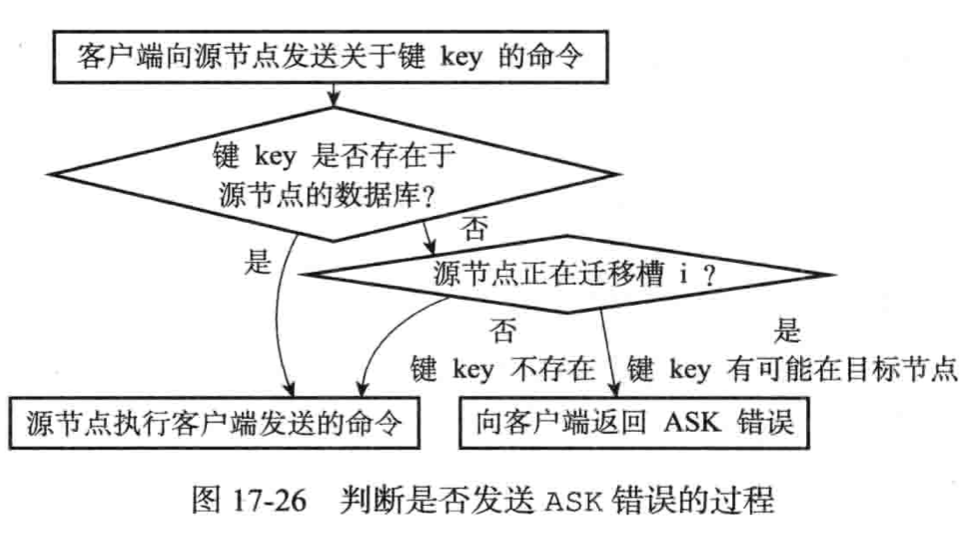 客户端向源节点发送关于键 key 的命令
键 key 是否存在于
源节点的数据库?
否
是
源节点正在迁移槽 i ?
否
键 key 不存在
是
键 key 有可能在目标节点
源节点执行客户端发送的命令
向客户端返回 ASK 错误
图 17-26 判断是否发送 ASK 错误的过程